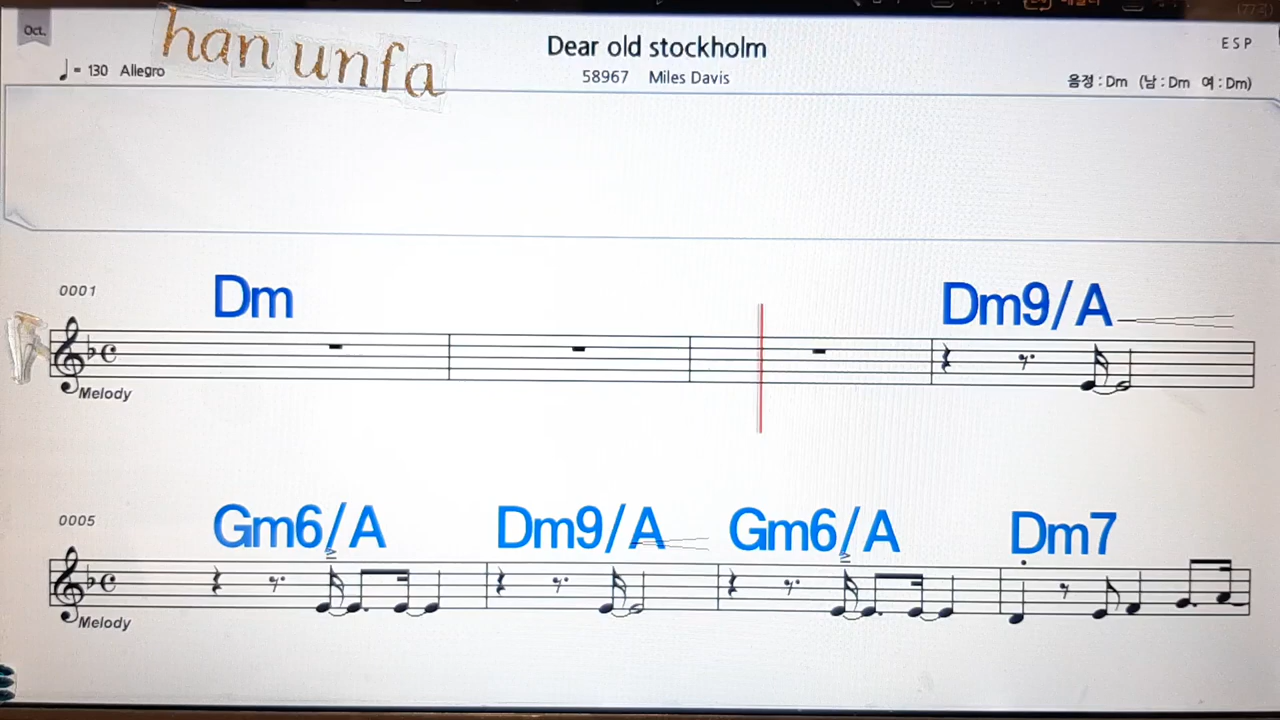 Oct.
han unfa
Dear old stockholm
ESP
♩= 130 Allegro
58967 Miles Davis
음정 : Dm (남 : Dm 여 : Dm)
0001
Dm
Dm9/A
Melody
0005
Gm6/A Dm9/A Gm6/A Dm7
Melody